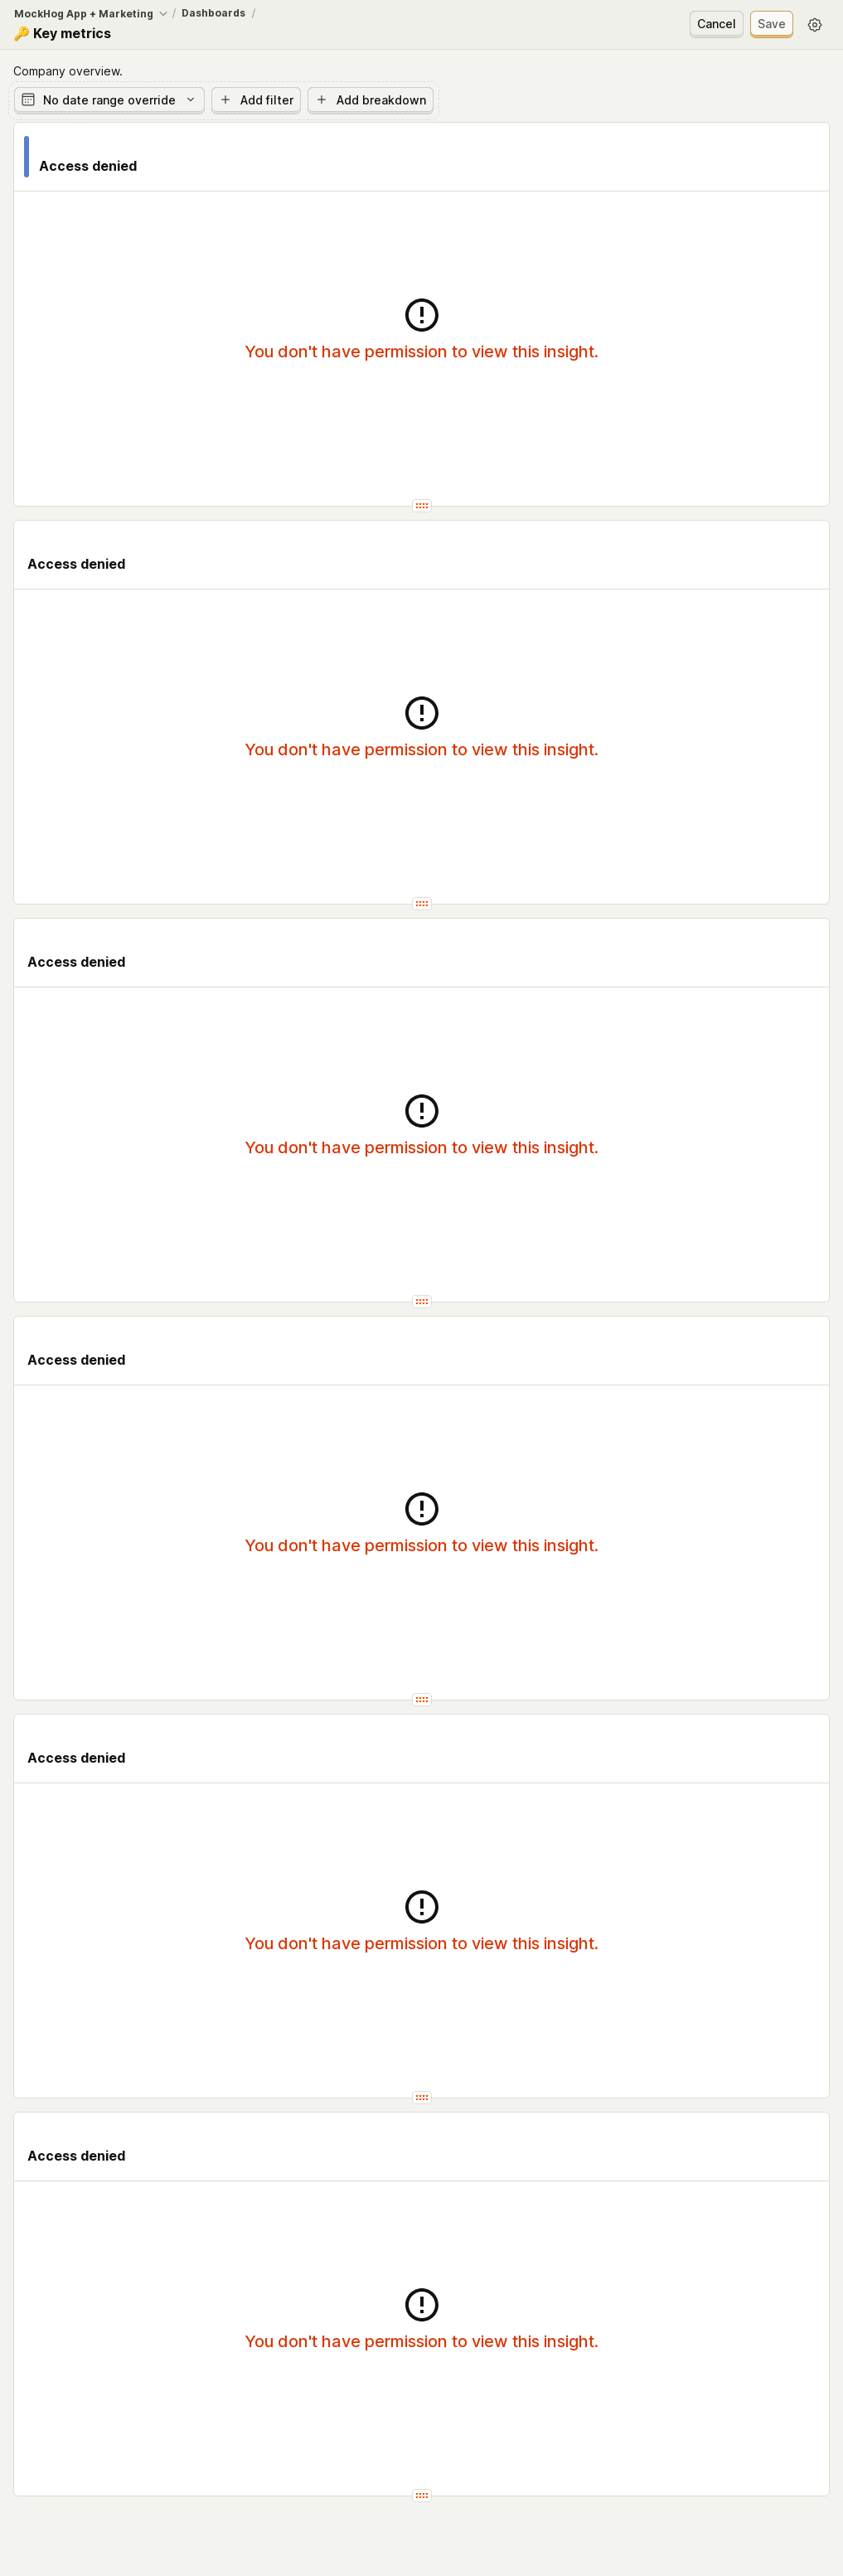 MockHog App + Marketing / Dashboards /
🔑 Key metrics
Cancel
Save
Company overview.
No date range override
Add filter
Add breakdown
Access denied
You don't have permission to view this insight.
Access denied
You don't have permission to view this insight.
Access denied
You don't have permission to view this insight.
Access denied
You don't have permission to view this insight.
Access denied
You don't have permission to view this insight.
Access denied
You don't have permission to view this insight.